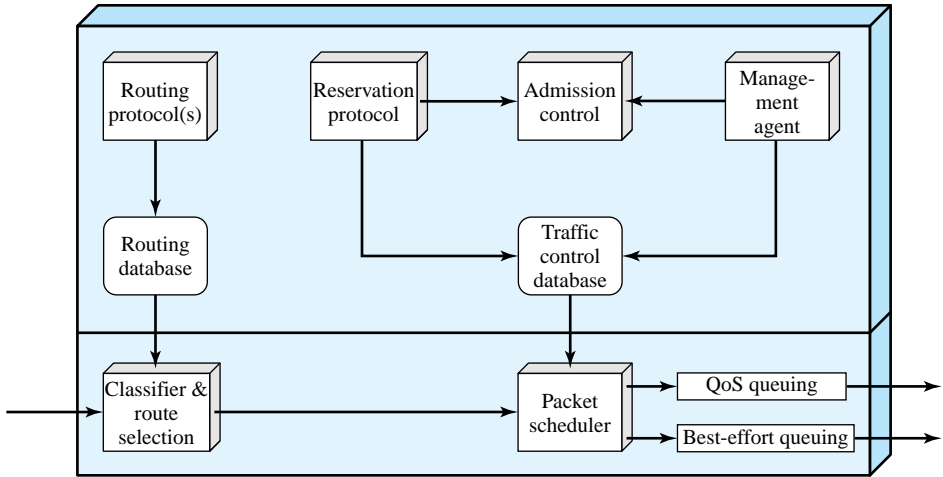 Routing
protocol(s)
Reservation
protocol
Admission
control
Manage-
ment
agent
Routing
database
Traffic
control
database
Classifier &
route
selection
Packet
scheduler
QoS queuing
Best-effort queuing